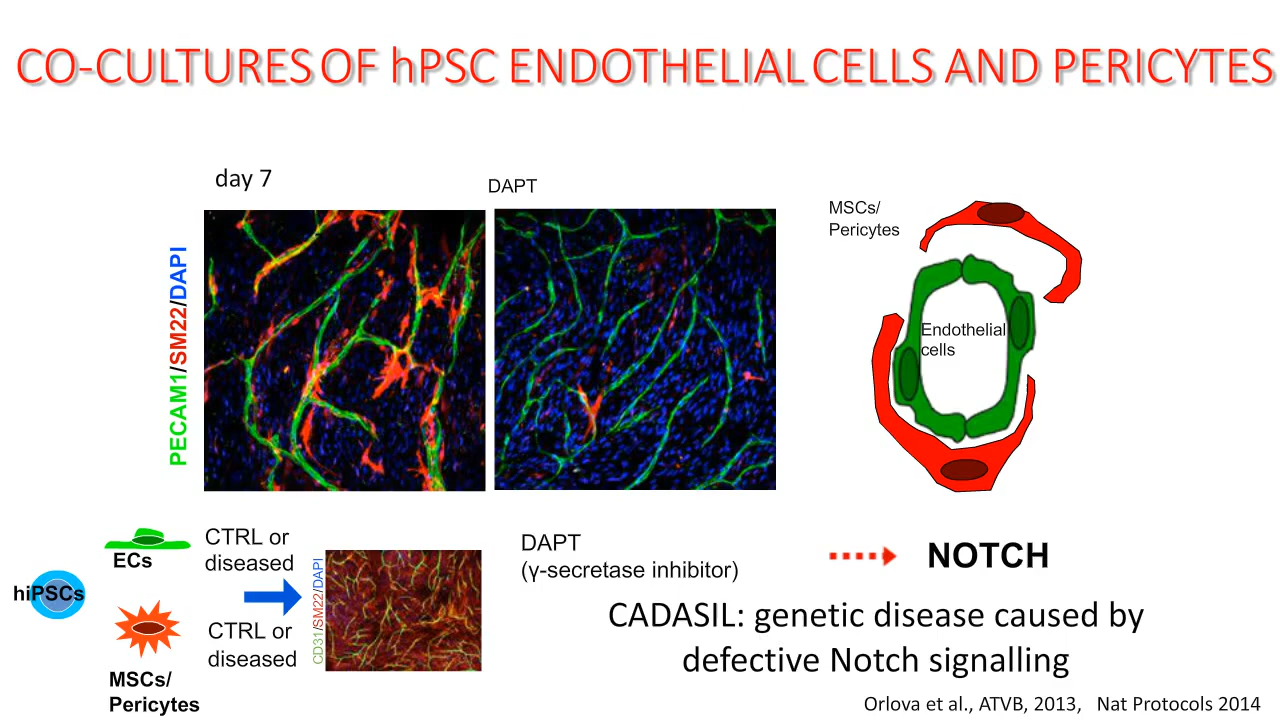 CO-CULTURES OF hPSC ENDOTHELIAL CELLS AND PERICYTES
day 7
DAPT
PECAM1/SM22/DAPI
MSCs/
Pericytes
Endothelial
cells
hiPSCs
ECs
MSCs/
Pericytes
CTRL or
diseased
CTRL or
diseased
CD31/SM22/DAPI
DAPT
(γ-secretase inhibitor)
NOTCH
CADASIL: genetic disease caused by
defective Notch signalling
Orlova et al., ATVB, 2013, Nat Protocols 2014